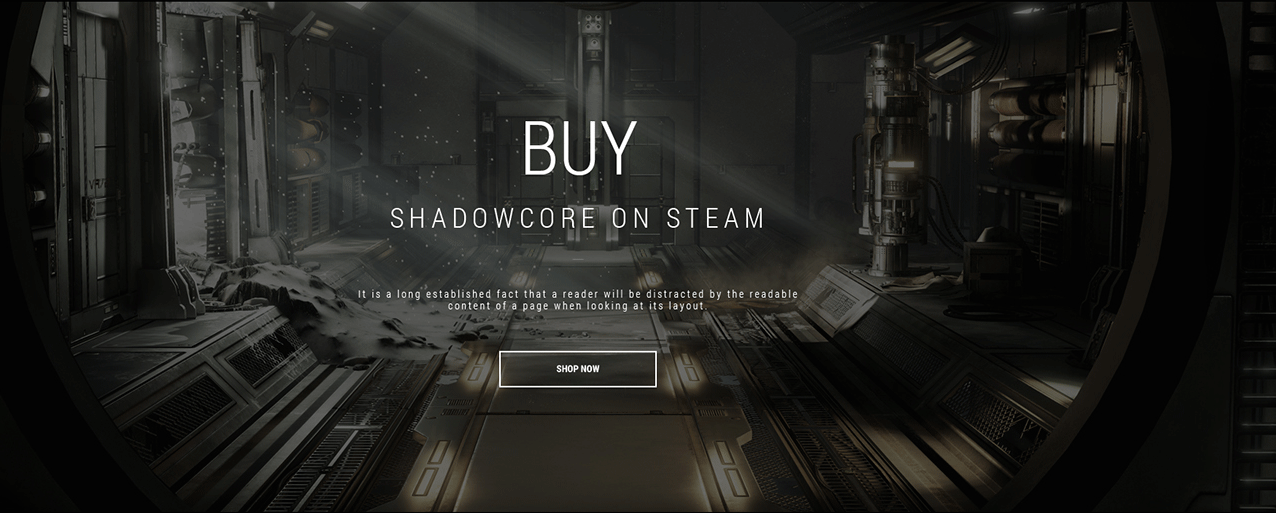 BUY
SHADOWCORE ON STEAM
It is a long established fact that a reader will be distracted by the readable
content of a page when looking at its layout.
SHOP NOW